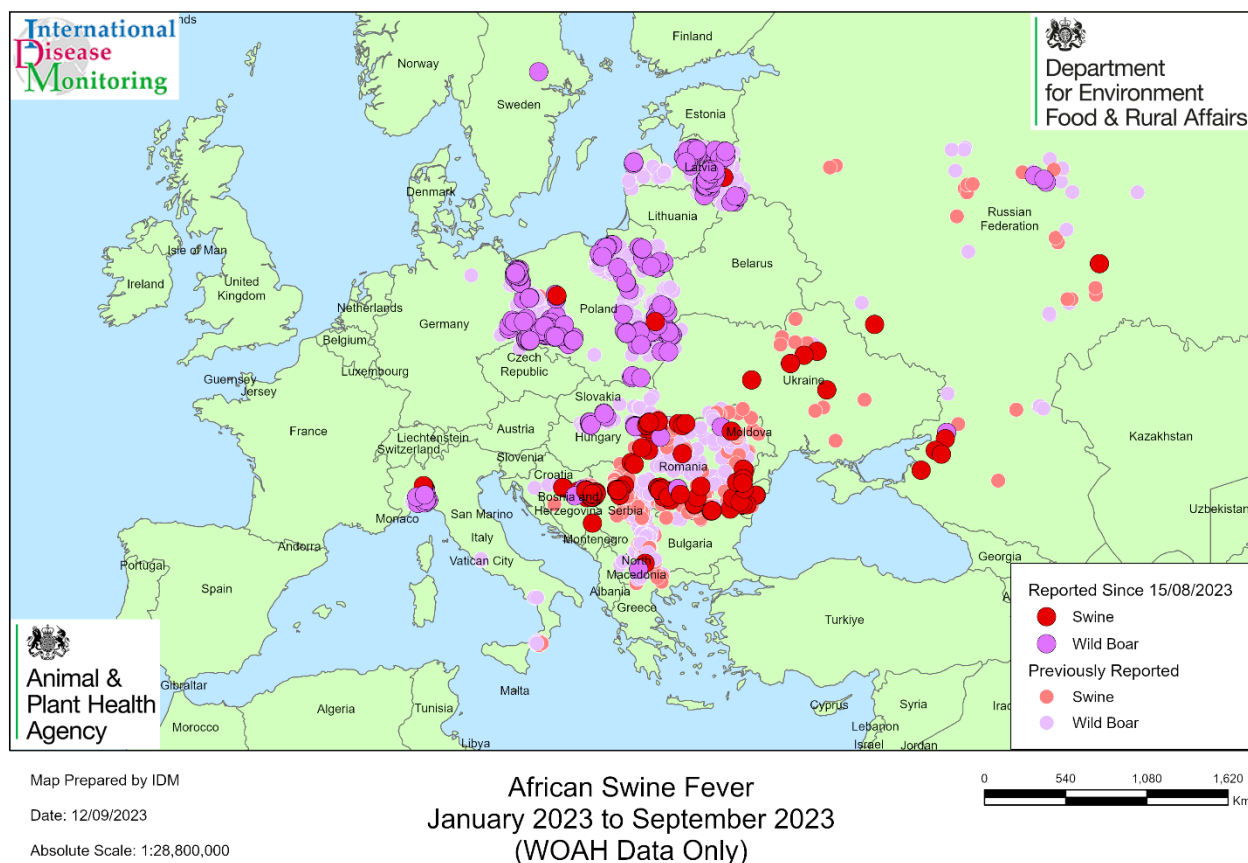 International
Disease
Monitoring
Department
for Environment
Food & Rural Affairs
Finland
Norway
Sweden
Estonia
Latvia
Denmark
Lithuania
Russian
Federation
Isle of Man
Ireland
United
Kingdom
Belarus
Netherlands
Poland
Germany
Belgium
Czech
Republic
Luxembourg
Guernsey
Jersey
Ukraine
Slovakia
France
Austria
Liechtenstein
Switzerland
Hungary
Moldova
Kazakhstan
Slovenia
Romania
Croatia
Bosnia and
Herzegovina
Serbia
Monaco
San Marino
Italy
Montenegro
Bulgaria
Uzbekistan
Andorra
Vatican City
North
Macedonia
Georgia
Portugal
Spain
Albania
Greece
Turkiye
Gibraltar
Malta
Algeria
Tunisia
Morocco
Libya
Cyprus
Syria
Lebanon
Israel
Jordan
Reported Since 15/08/2023
Swine
Wild Boar
Previously Reported
Swine
Wild Boar
Animal &
Plant Health
Agency
Map Prepared by IDM
Date: 12/09/2023
Absolute Scale: 1:28,800,000
African Swine Fever
January 2023 to September 2023
(WOAH Data Only)
0 540 1,080 1,620
Km